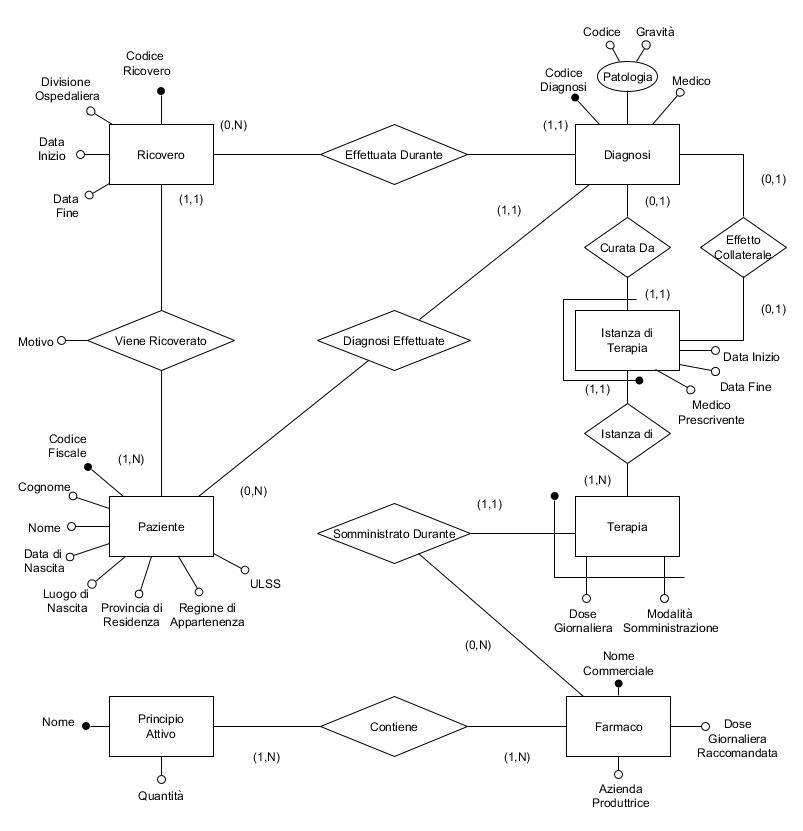 Codice Gravità
Patologia
Codice
Ricovero
Codice
Diagnosi
Medico
Divisione
Ospedaliera
(0,N)
(1,1)
Data
Inizio
Ricovero
Effettuata Durante
Diagnosi
(0,1)
Data
Fine
(1,1)
(1,1)
(0,1)
Curata Da
Effetto
Collaterale
(1,1)
(0,1)
Motivo
Viene Ricoverato
Diagnosi Effettuate
Istanza di
Terapia
Data Inizio
Data Fine
(1,1)
Medico
Prescrivente
Istanza di
Codice
Fiscale
(1,N)
(0,N)
(1,N)
Cognome
(1,1)
Nome
Paziente
Somministrato Durante
Terapia
Data di
Nascita
Luogo di
Nascita
Provincia di
Residenza
Regione di
Appartenenza
ULSS
Dose
Giornaliera
Modalità
Somministrazione
(0,N)
Nome
Commerciale
Nome
Principio
Attivo
Contiene
Farmaco
Dose
Giornaliera
Raccomandata
(1,N)
(1,N)
Quantità
Azienda
Produttrice